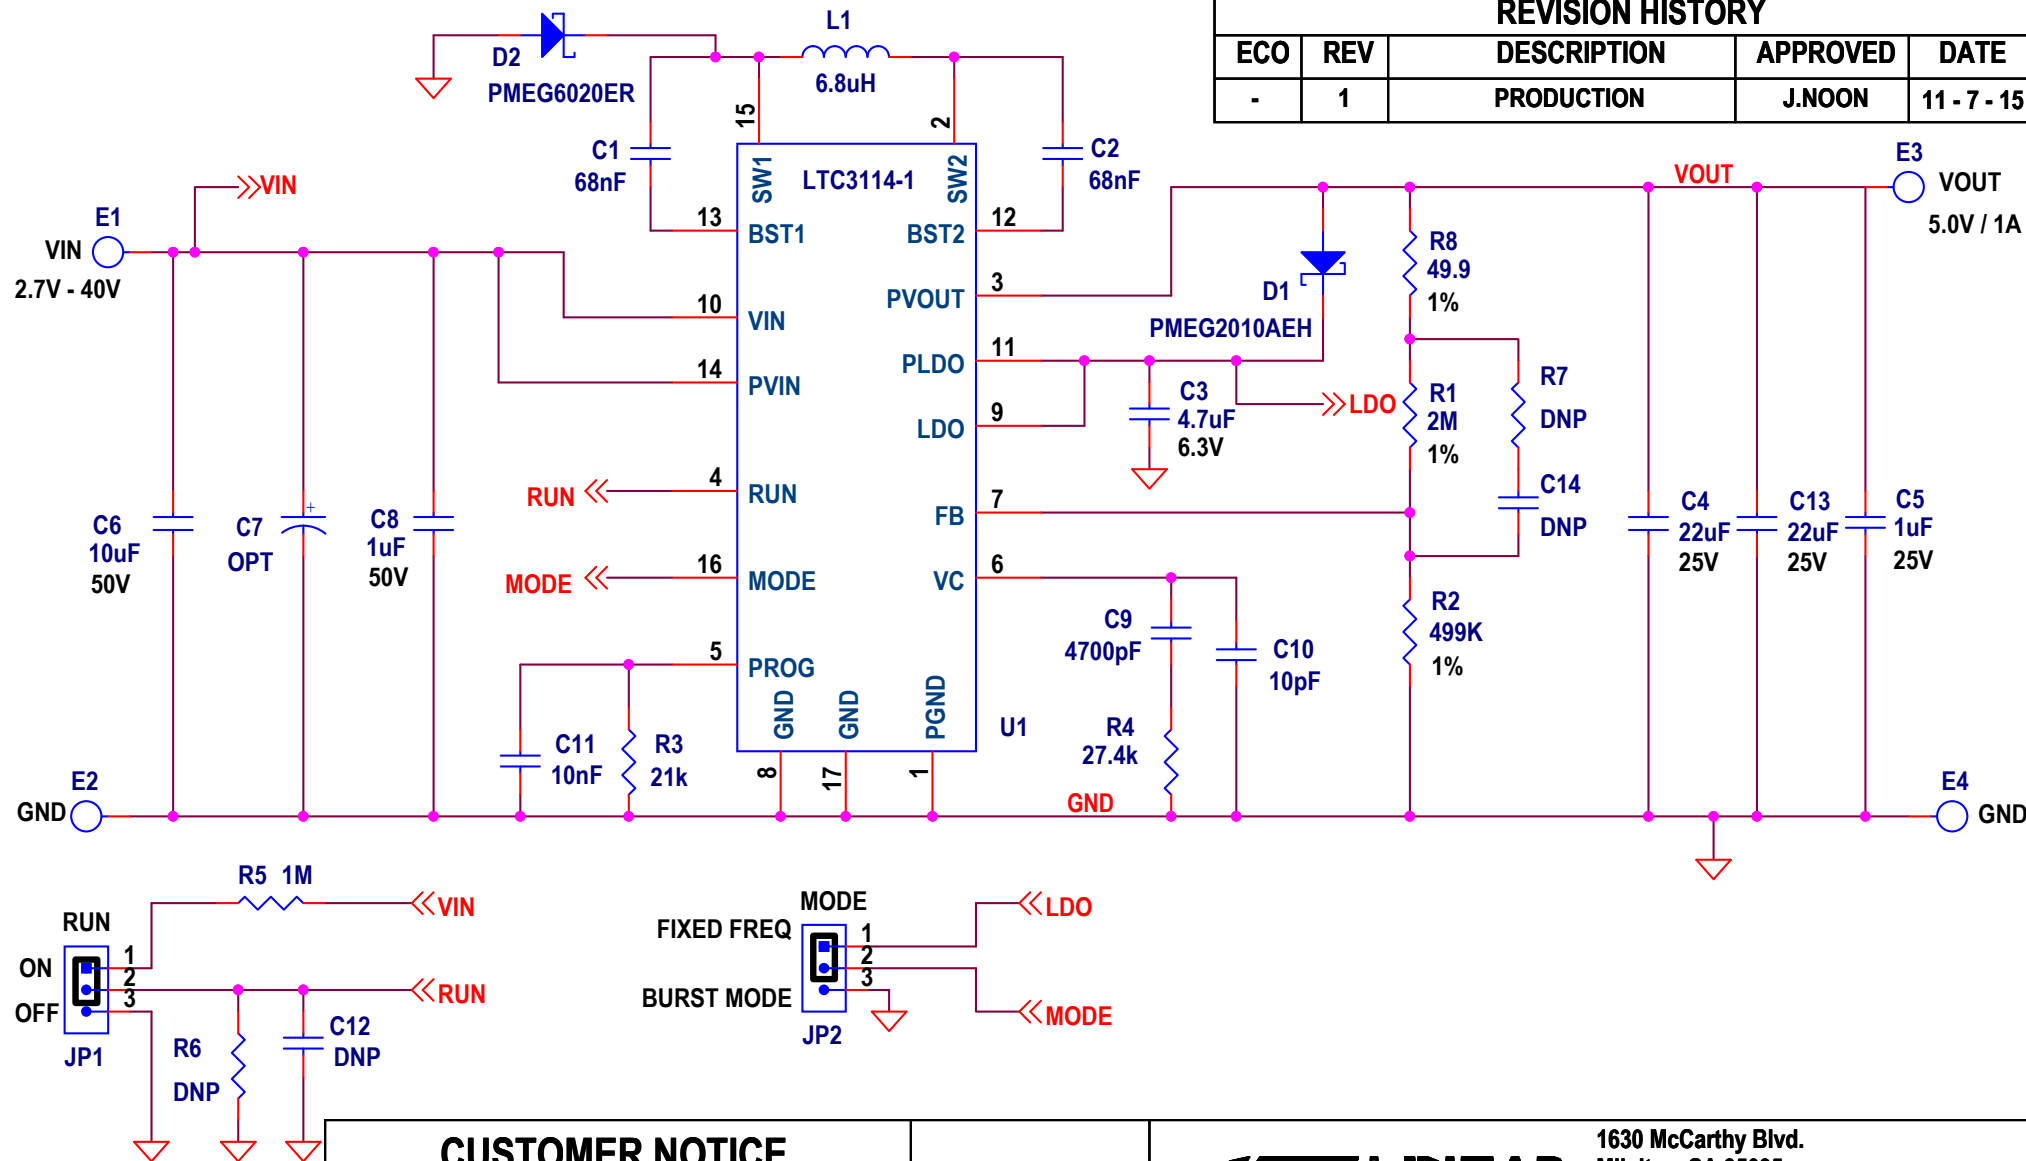 REVISION HISTORY
ECO REV DESCRIPTION APPROVED DATE
- 1 PRODUCTION J.NOON 11 - 7 - 15
D2
PMEG6020ER
L1
6.8uH
15
2
C1
68nF
C2
68nF
SW1
LTC3114-1
SW2
13
BST1
BST2
12
VIN
E1
VIN
2.7V - 40V
10
VIN
14
PVIN
PVOUT
3
PLDO
11
LDO
9
D1
PMEG2010AEH
C3
4.7uF
6.3V
LDO
R8
49.9
1%
R1
2M
1%
R7
DNP
C14
DNP
VOUT
E3
VOUT
5.0V / 1A
RUN
4
RUN
FB
7
MODE
16
MODE
VC
6
C6
10uF
50V
C7
+
OPT
C8
1uF
50V
C4
22uF
25V
C13
22uF
25V
C5
1uF
25V
5
PROG
C11
10nF
R3
21k
GND
GND
PGND
U1
8
17
1
C9
4700pF
C10
10pF
R4
27.4k
R2
499K
1%
GND
E2
GND
E4
GND
R5 1M
VIN
RUN
ON
OFF
1
2
3
JP1
RUN
R6
DNP
C12
DNP
MODE
FIXED FREQ
BURST MODE
1
2
3
JP2
LDO
MODE
CUSTOMER NOTICE
1630 McCarthy Blvd.